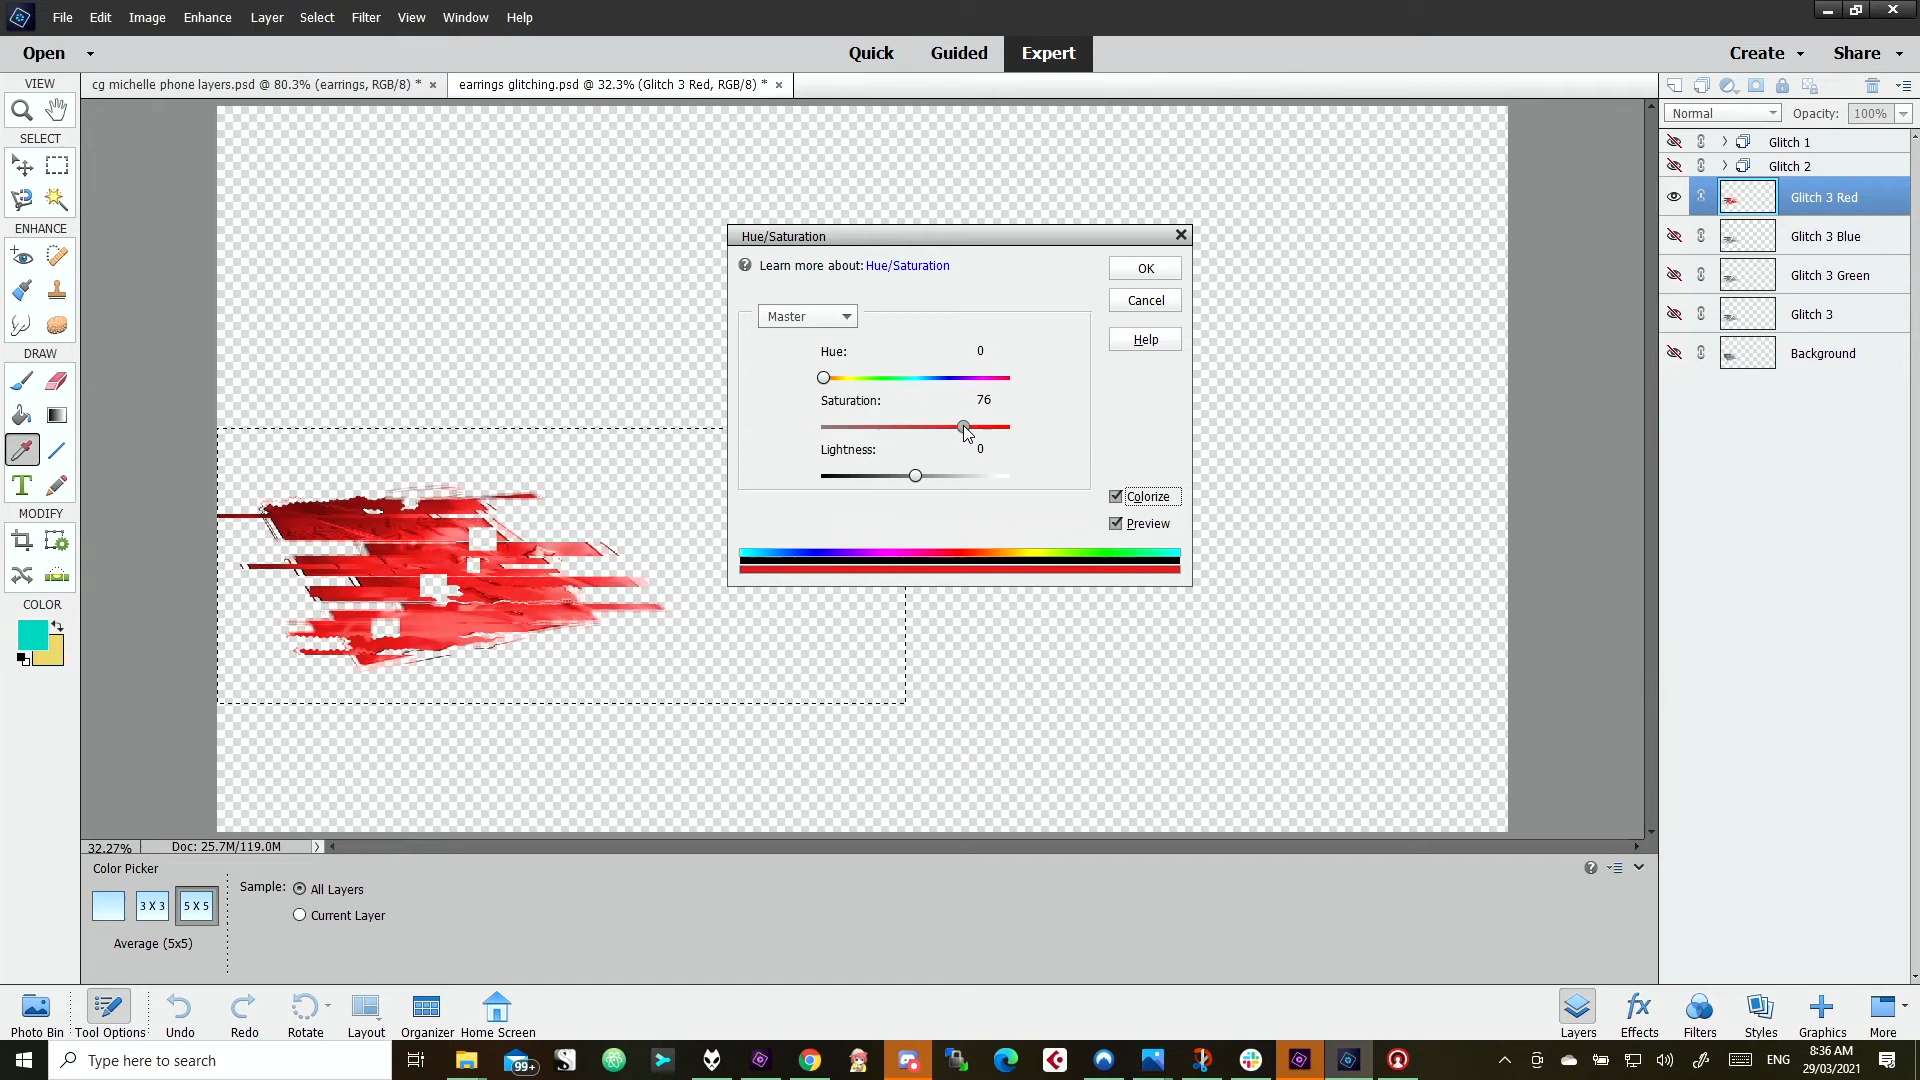 File Edit Image Enhance Layer Select Filter View Window Help
Open Quick Guided Expert Create Share
VIEW
cg michelle phone layers.psd @ 80.3% (earrings, RGB/8) * × earrings glitching.psd @ 32.3% (Glitch 3 Red, RGB/8) * ×
Normal Opacity: 100%
SELECT
Glitch 1
Glitch 2
Glitch 3 Red
Glitch 3 Blue
Glitch 3 Green
Glitch 3
Background
ENHANCE
DRAW
T
MODIFY
COLOR
Hue/Saturation
Learn more about: Hue/Saturation
OK
Cancel
Help
Master
Hue: 0
Saturation: 76
Lightness: 0
Colorize
Preview
32.27% Doc: 25.7M/119.0M
Color Picker
Sample: All Layers
Current Layer
3 X 3 5 X 5
Average (5x5)
Photo Bin Tool Options Undo Redo Rotate Layout Organizer Home Screen
fx
Layers Effects Filters Styles Graphics More
Type here to search
99+
ENG
8:36 AM
29/03/2021